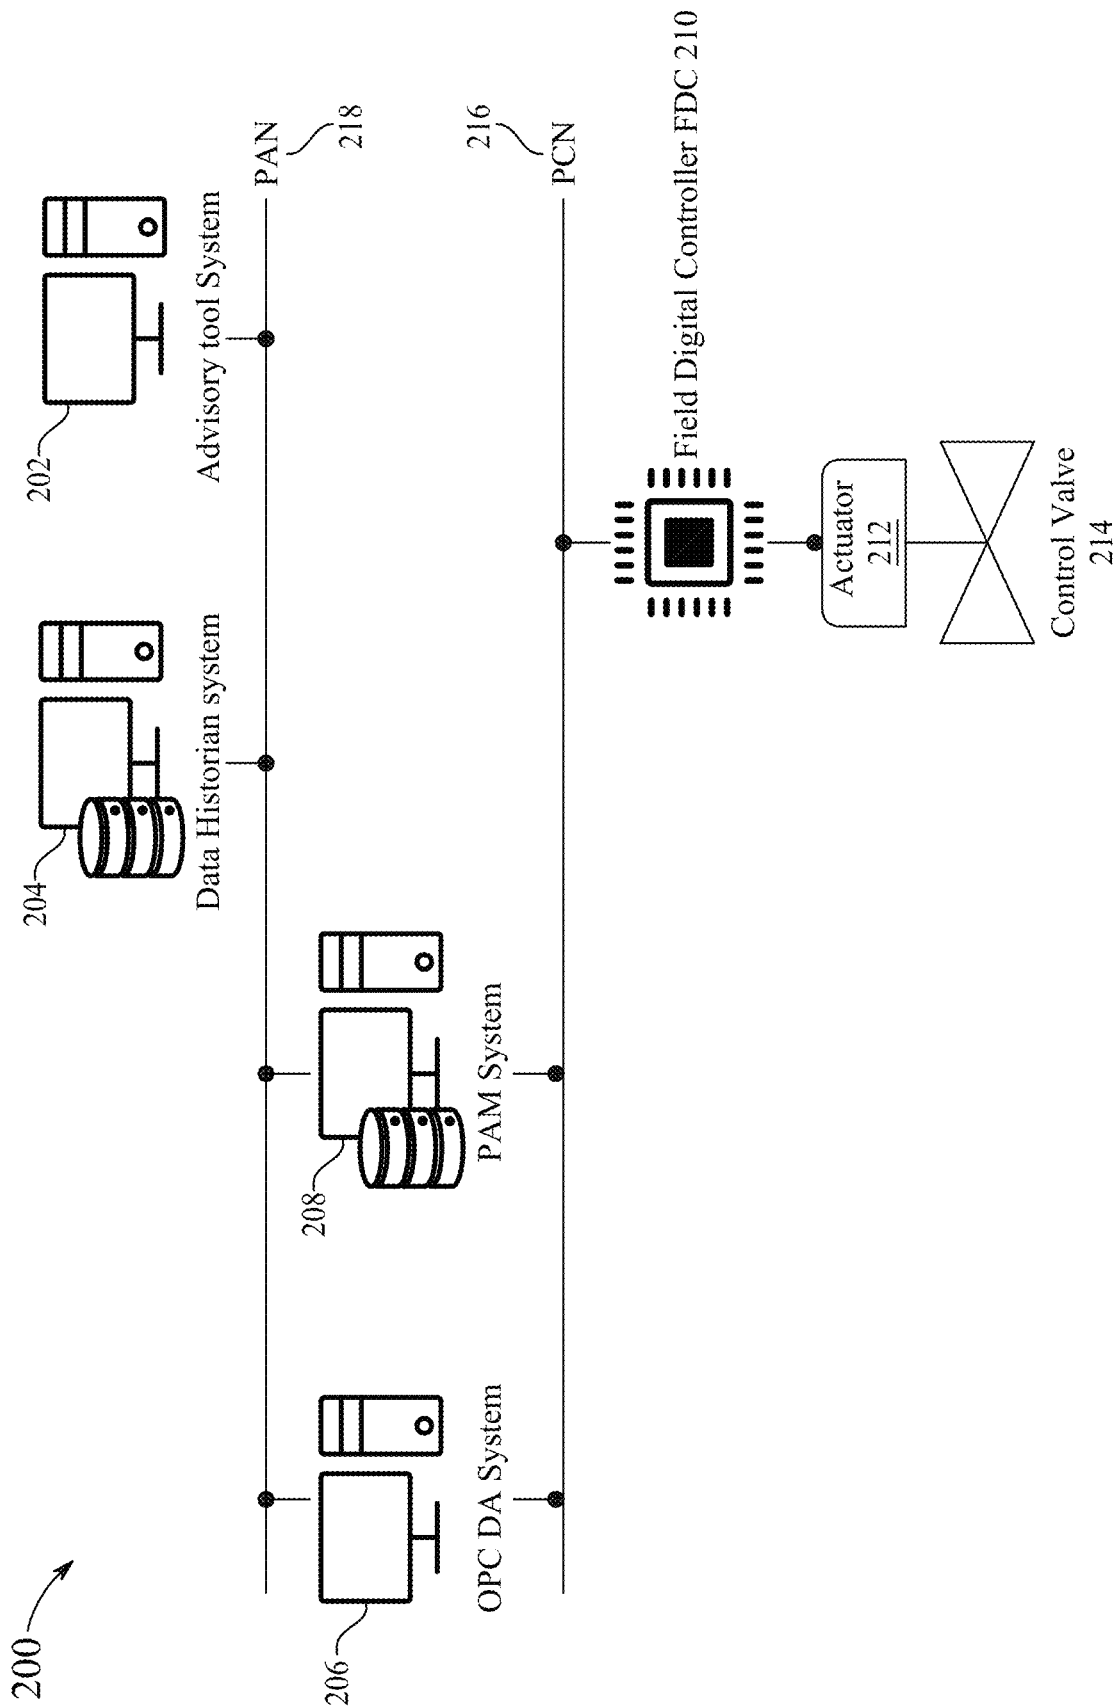 200
202
Advisory tool System
204
Data Historian system
PAN
218
206
OPC DA System
208
PAM System
216
PCN
Field Digital Controller FDC 210
Actuator
212
Control Valve
214